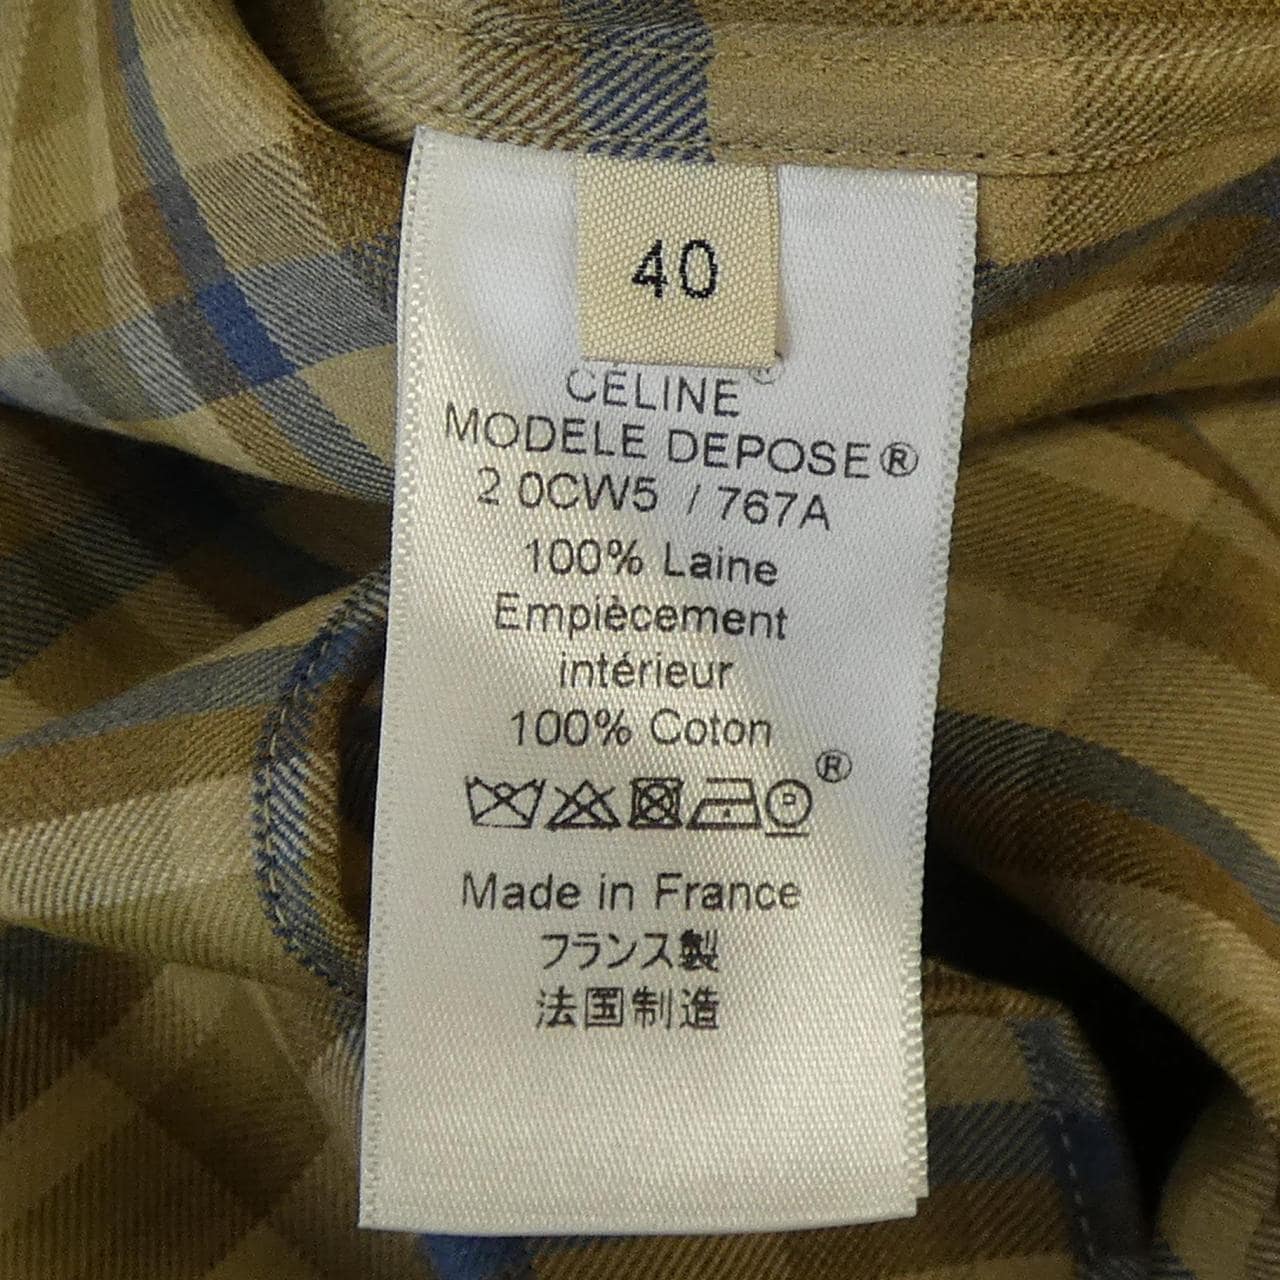 40
CÉLINE®
MODELE DEPOSE®
2 0CW5 / 767A
100% Laine
Empiècement
intérieur
100% Coton
P ®
Made in France
フランス製
法国制造